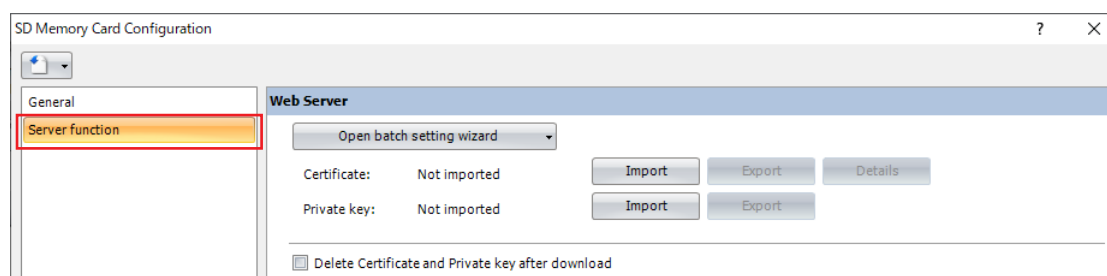 SD Memory Card Configuration
?
General
Server function
Web Server
Open batch setting wizard
Certificate: Not imported Import Export Details
Private key: Not imported Import Export
Delete Certificate and Private key after download